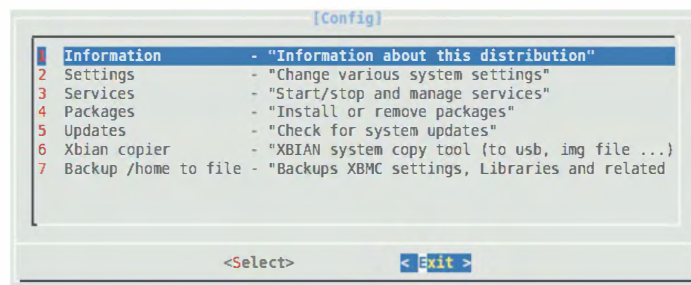 [Config]
1 Information - "Information about this distribution"
2 Settings - "Change various system settings"
3 Services - "Start/stop and manage services"
4 Packages - "Install or remove packages"
5 Updates - "Check for system updates"
6 Xbian copier - "XBIAN system copy tool (to usb, img file ...)
7 Backup /home to file - "Backups XBMC settings, Libraries and related
<Select> < Exit >